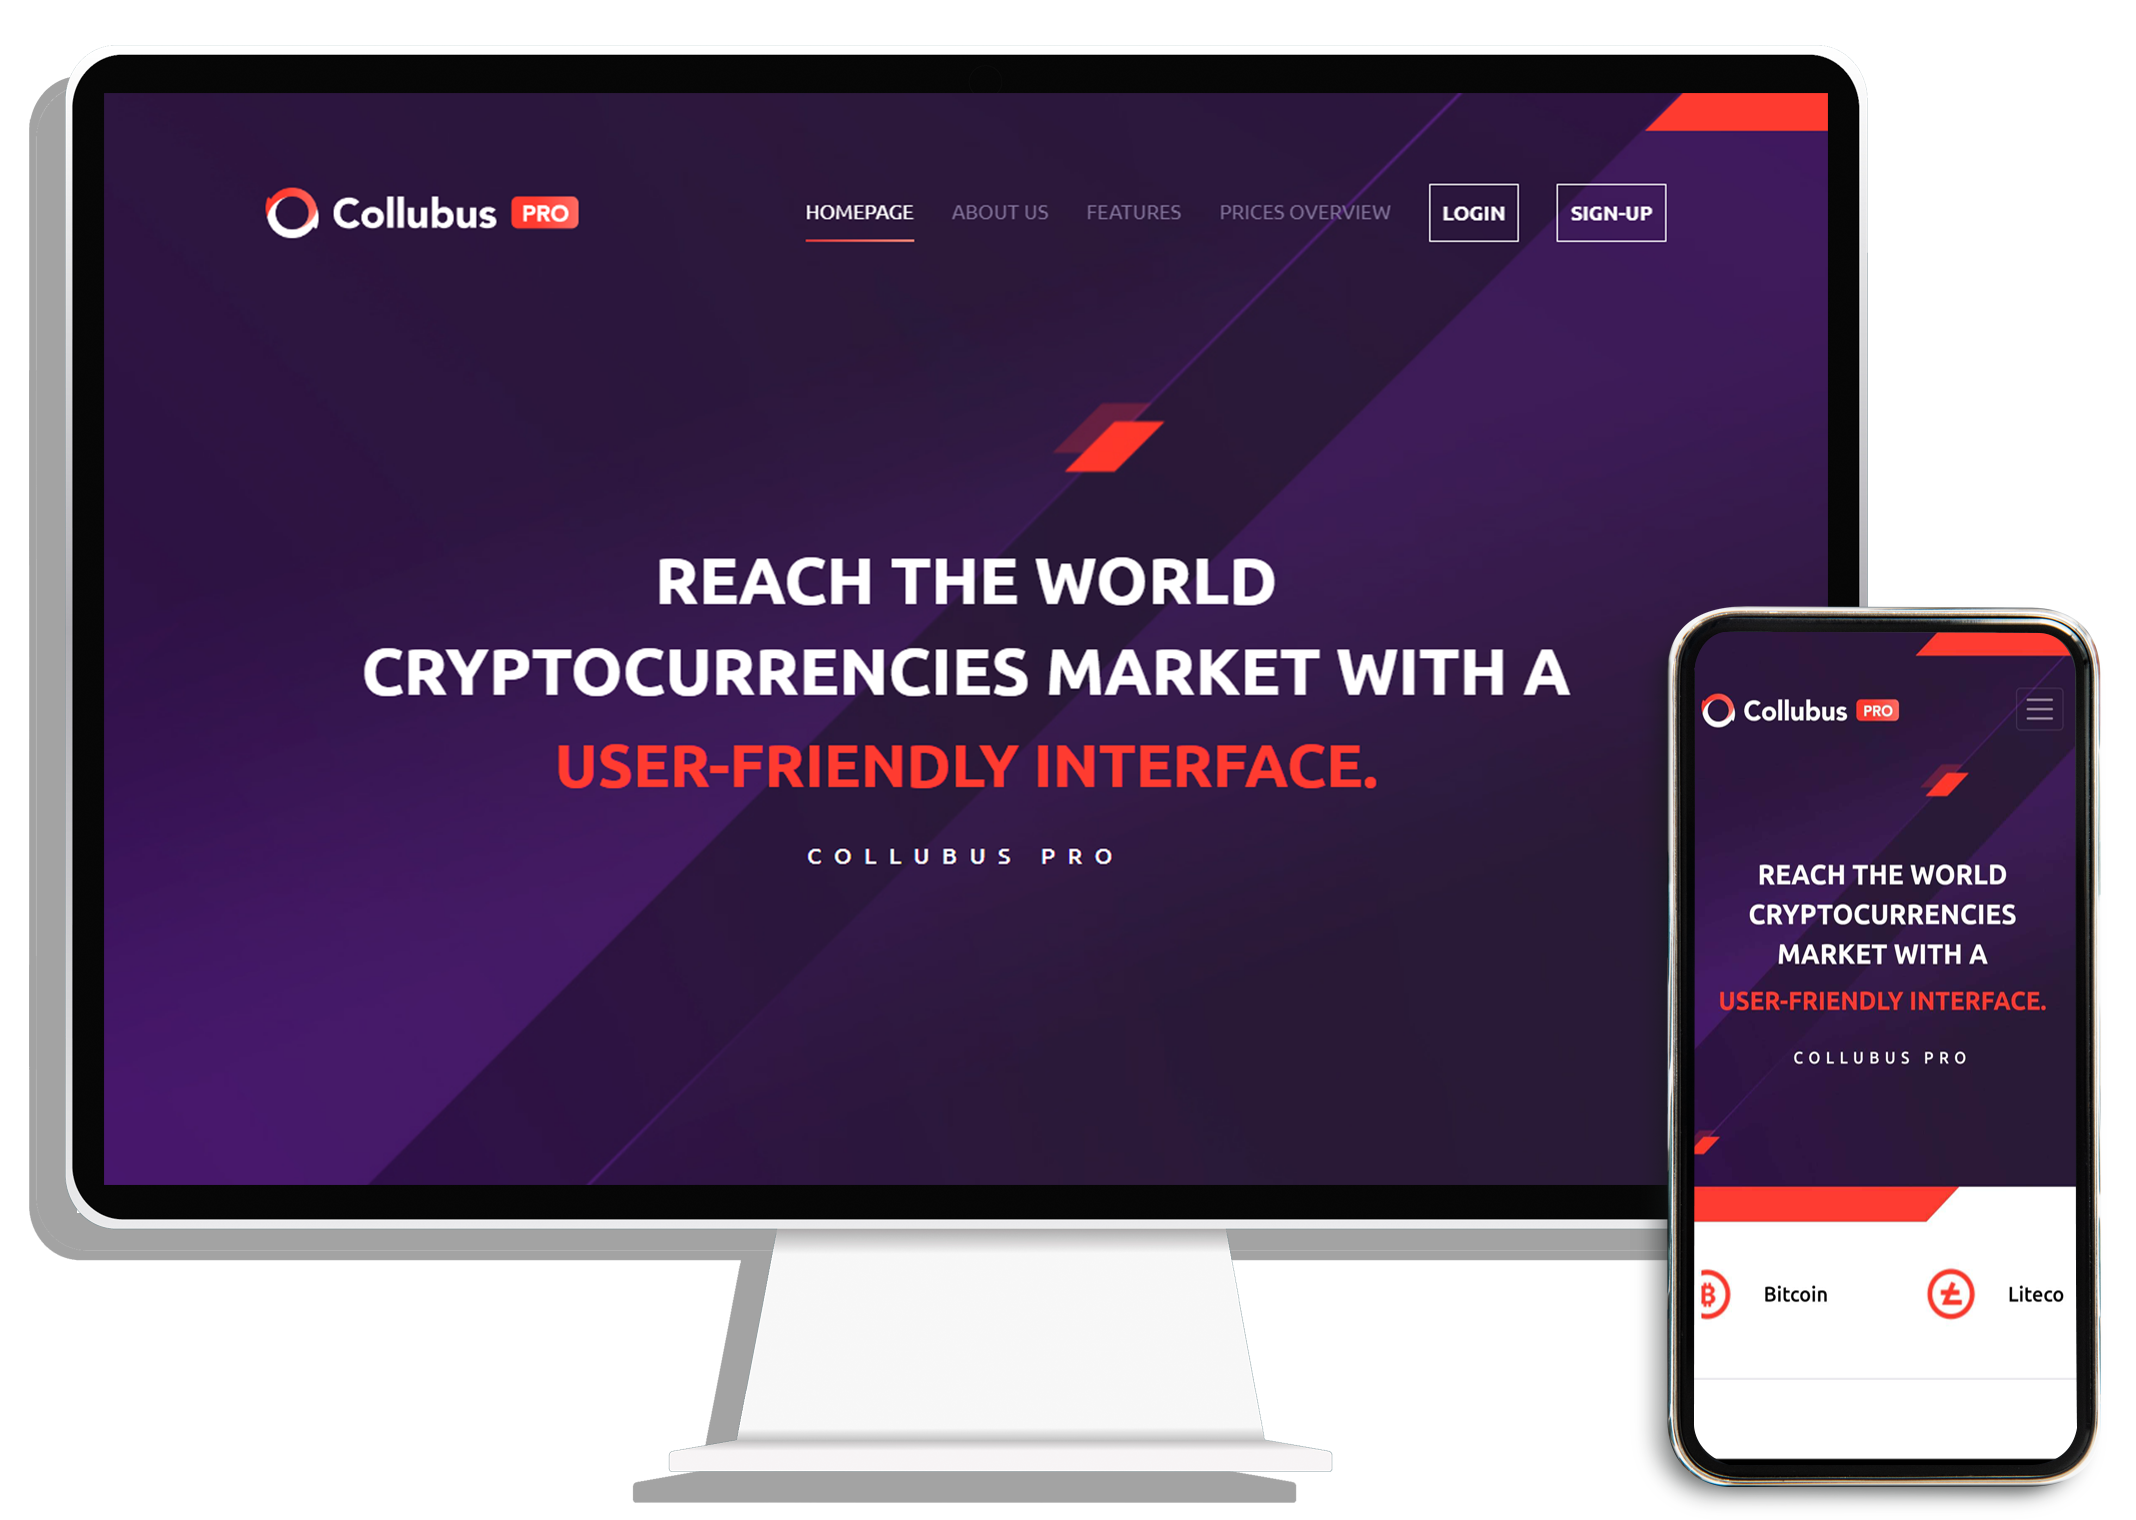 Collubus PRO
HOMEPAGE ABOUT US FEATURES PRICES OVERVIEW LOGIN SIGN-UP
REACH THE WORLD
CRYPTOCURRENCIES MARKET WITH A
USER-FRIENDLY INTERFACE.
COLLUBUS PRO
Collubus PRO
REACH THE WORLD
CRYPTOCURRENCIES
MARKET WITH A
USER-FRIENDLY INTERFACE.
COLLUBUS PRO
Bitcoin Liteco